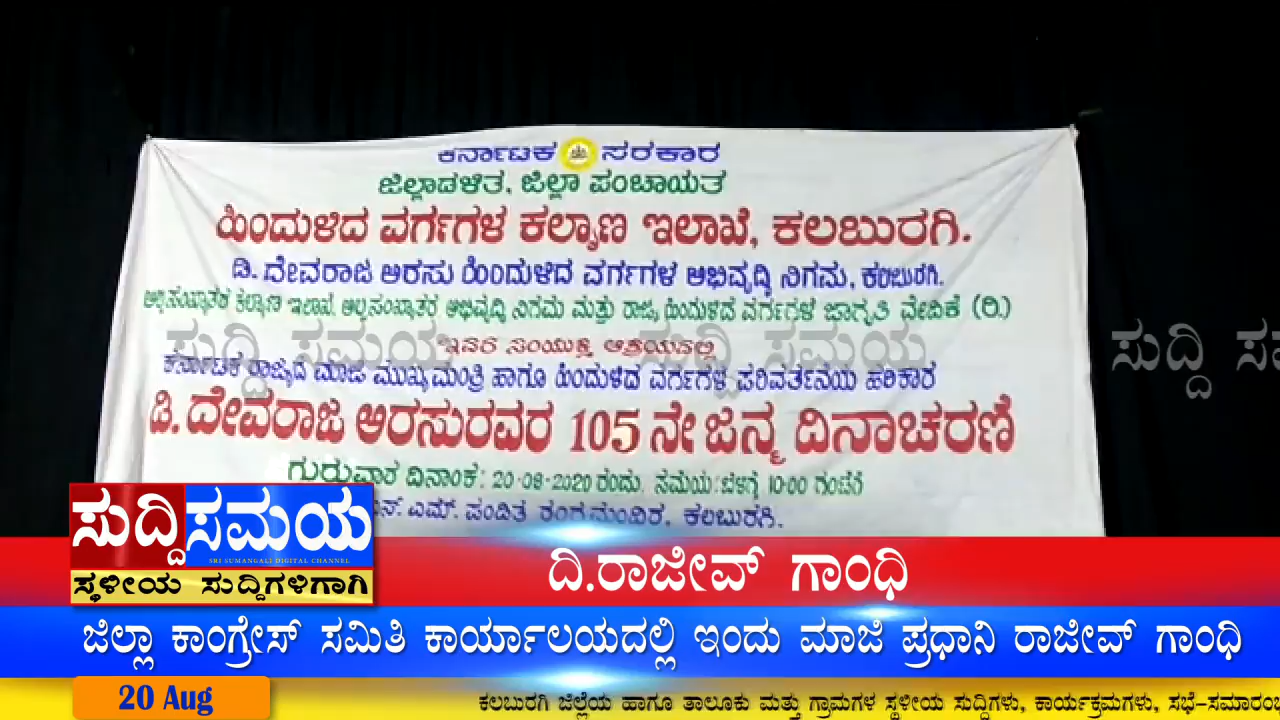 ಕರ್ನಾಟಕ ಸರಕಾರ
ಜಿಲ್ಲಾಡಳಿತ, ಜಿಲ್ಲಾ ಪಂಚಾಯತ
ಹಿಂದುಳಿದ ವರ್ಗಗಳ ಕಲ್ಯಾಣ ಇಲಾಖೆ, ಕಲಬುರಗಿ.
ಡಿ. ದೇವರಾಜ ಅರಸು ಹಿಂದುಳಿದ ವರ್ಗಗಳ ಅಭಿವೃದ್ಧಿ ನಿಗಮ, ಕಲಬುರಗಿ.
ಅಲ್ಪಸಂಖ್ಯಾತರ ಕಲ್ಯಾಣ ಇಲಾಖೆ, ಅಲ್ಪಸಂಖ್ಯಾತರ ಅಭಿವೃದ್ಧಿ ನಿಗಮ ಮತ್ತು ರಾಜ್ಯ ಹಿಂದುಳಿದ ವರ್ಗಗಳ ಜಾಗೃತಿ ವೇದಿಕೆ (ರಿ.)
ಇವರ ಸಂಯುಕ್ತ ಆಶ್ರಯದಲ್ಲಿ
ಸುದ್ದಿ ಸಮಯ ಸುದ್ದಿ ಸಮಯ ಸುದ್ದಿ
ಕರ್ನಾಟಕ ರಾಜ್ಯದ ಮಾಜಿ ಮುಖ್ಯಮಂತ್ರಿ ಹಾಗೂ ಹಿಂದುಳಿದ ವರ್ಗಗಳ ಪರಿವರ್ತನೆಯ ಹರಿಕಾರ
ಡಿ. ದೇವರಾಜ ಅರಸುರವರ 105 ನೇ ಜನ್ಮ ದಿನಾಚರಣೆ
ಗುರುವಾರ ದಿನಾಂಕ: 20-08-2020 ರಂದು, ಸಮಯ: ಬೆಳಗ್ಗೆ 10:00 ಗಂಟೆಗೆ
ಎಸ್. ಎಮ್. ಪಂಡಿತ ರಂಗಮಂದಿರ, ಕಲಬುರಗಿ.
ಸುದ್ದಿ ಸಮಯ
SRI SUMANGALI DIGITAL CHANNEL
ಸ್ಥಳೀಯ ಸುದ್ದಿಗಳಿಗಾಗಿ
ದಿ.ರಾಜೀವ್ ಗಾಂಧಿ
ಜಿಲ್ಲಾ ಕಾಂಗ್ರೇಸ್ ಸಮಿತಿ ಕಾರ್ಯಾಲಯದಲ್ಲಿ ಇಂದು ಮಾಜಿ ಪ್ರಧಾನಿ ರಾಜೀವ್ ಗಾಂಧಿ
20 Aug
ಕಲಬುರಗಿ ಜಿಲ್ಲೆಯ ಹಾಗೂ ತಾಲೂಕು ಮತ್ತು ಗ್ರಾಮಗಳ ಸ್ಥಳೀಯ ಸುದ್ದಿಗಳು, ಕಾರ್ಯಕ್ರಮಗಳು, ಸಭೆ-ಸಮಾರಂ